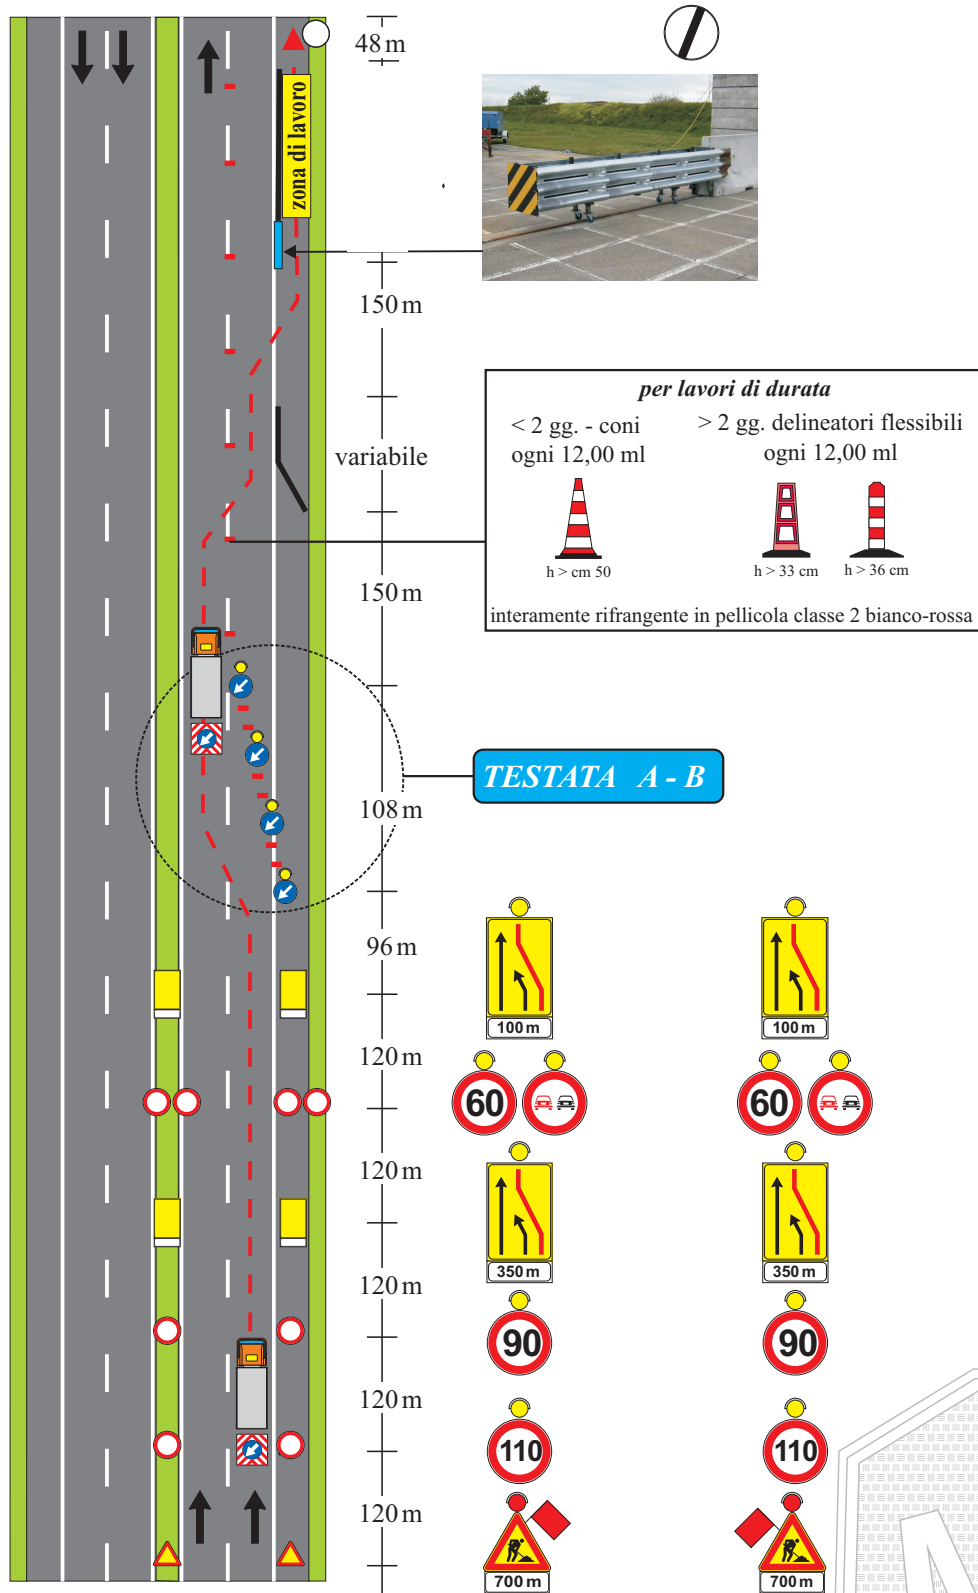 48 m
zona di lavoro
150 m
per lavori di durata
< 2 gg. - coni
ogni 12,00 ml
> 2 gg. delineatori flessibili
ogni 12,00 ml
h > cm 50
h > 33 cm
h > 36 cm
interamente rifrangente in pellicola classe 2 bianco-rossa
variabile
150 m
TESTATA A - B
108 m
96 m
100 m
100 m
120 m
60
60
120 m
350 m
350 m
120 m
90
90
120 m
110
110
120 m
700 m
700 m